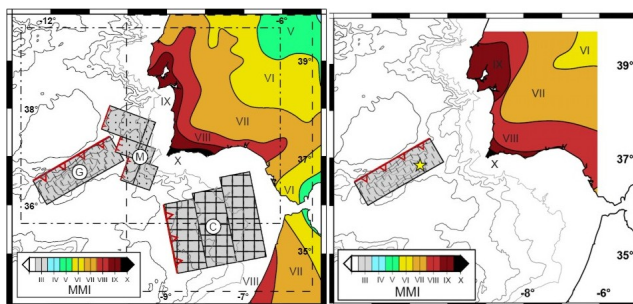 -12° -6°
V
VI
39°
IX
VII
38
VIII
M
G
X
37°
VI
36°
C
35°
VIII VII
III IV V VI VII VIII IX X
MMI
-9° -7°
VI
39°
IX
VII
38°
VIII
X
37°
36°
35°
III IV V VI VII VIII IX X
MMI
-8° -6°